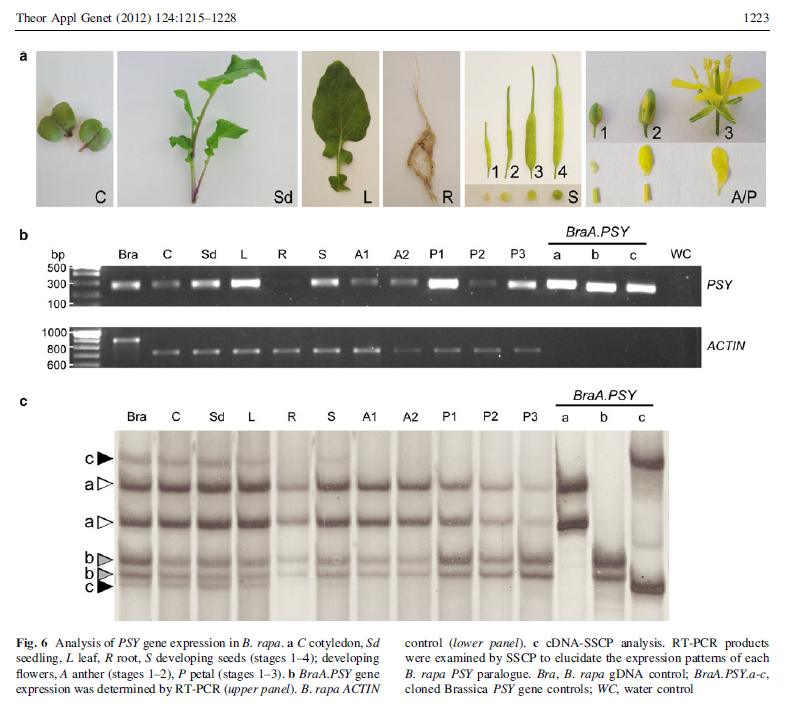 Theor Appl Genet (2012) 124:1215–1228 1223
a
C Sd L R 1 2 3 4 S 1 2 3 A/P
b
BraA.PSY
bp Bra C Sd L R S A1 A2 P1 P2 P3 a b c WC
500
300 PSY
100
1000
800 ACTIN
600
c
BraA.PSY
Bra C Sd L R S A1 A2 P1 P2 P3 a b c
c
a
a
b
b
c
Fig. 6 Analysis of PSY gene expression in B. rapa. a C cotyledon, Sd
seedling, L leaf, R root, S developing seeds (stages 1–4); developing
flowers, A anther (stages 1–2), P petal (stages 1–3). b BraA.PSY gene
expression was determined by RT-PCR (upper panel). B. rapa ACTIN
control (lower panel). c cDNA-SSCP analysis. RT-PCR products
were examined by SSCP to elucidate the expression patterns of each
B. rapa PSY paralogue. Bra, B. rapa gDNA control; BraA.PSY.a-c,
cloned Brassica PSY gene controls; WC, water control